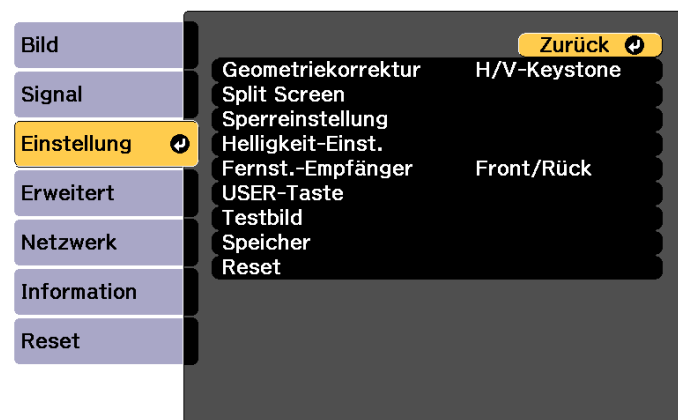 Bild
Signal
Einstellung
Erweitert
Netzwerk
Information
Reset
Zurück
Geometriekorrektur H/V-Keystone
Split Screen
Sperreinstellung
Helligkeit-Einst.
Fernst.-Empfänger Front/Rück
USER-Taste
Testbild
Speicher
Reset